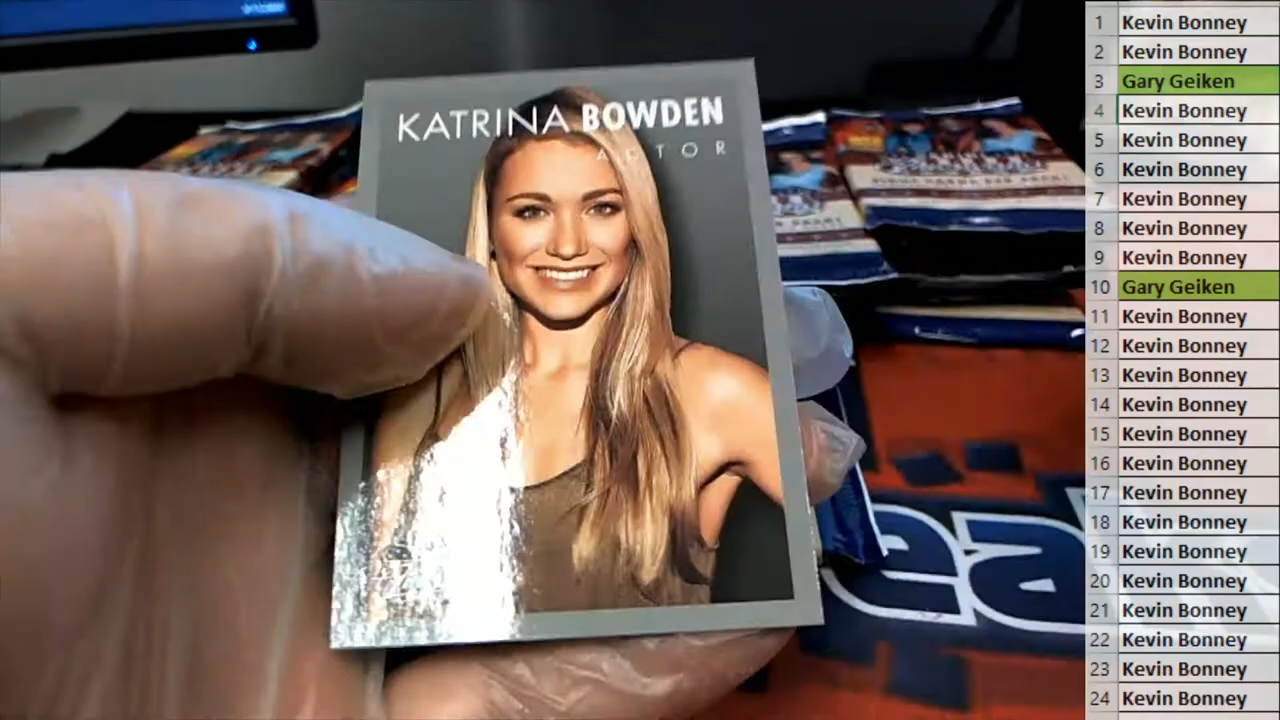 KATRINA BOWDEN
ACTOR
1 Kevin Bonney
2 Kevin Bonney
3 Gary Geiken
4 Kevin Bonney
5 Kevin Bonney
6 Kevin Bonney
7 Kevin Bonney
8 Kevin Bonney
9 Kevin Bonney
10 Gary Geiken
11 Kevin Bonney
12 Kevin Bonney
13 Kevin Bonney
14 Kevin Bonney
15 Kevin Bonney
16 Kevin Bonney
17 Kevin Bonney
18 Kevin Bonney
19 Kevin Bonney
20 Kevin Bonney
21 Kevin Bonney
22 Kevin Bonney
23 Kevin Bonney
24 Kevin Bonney